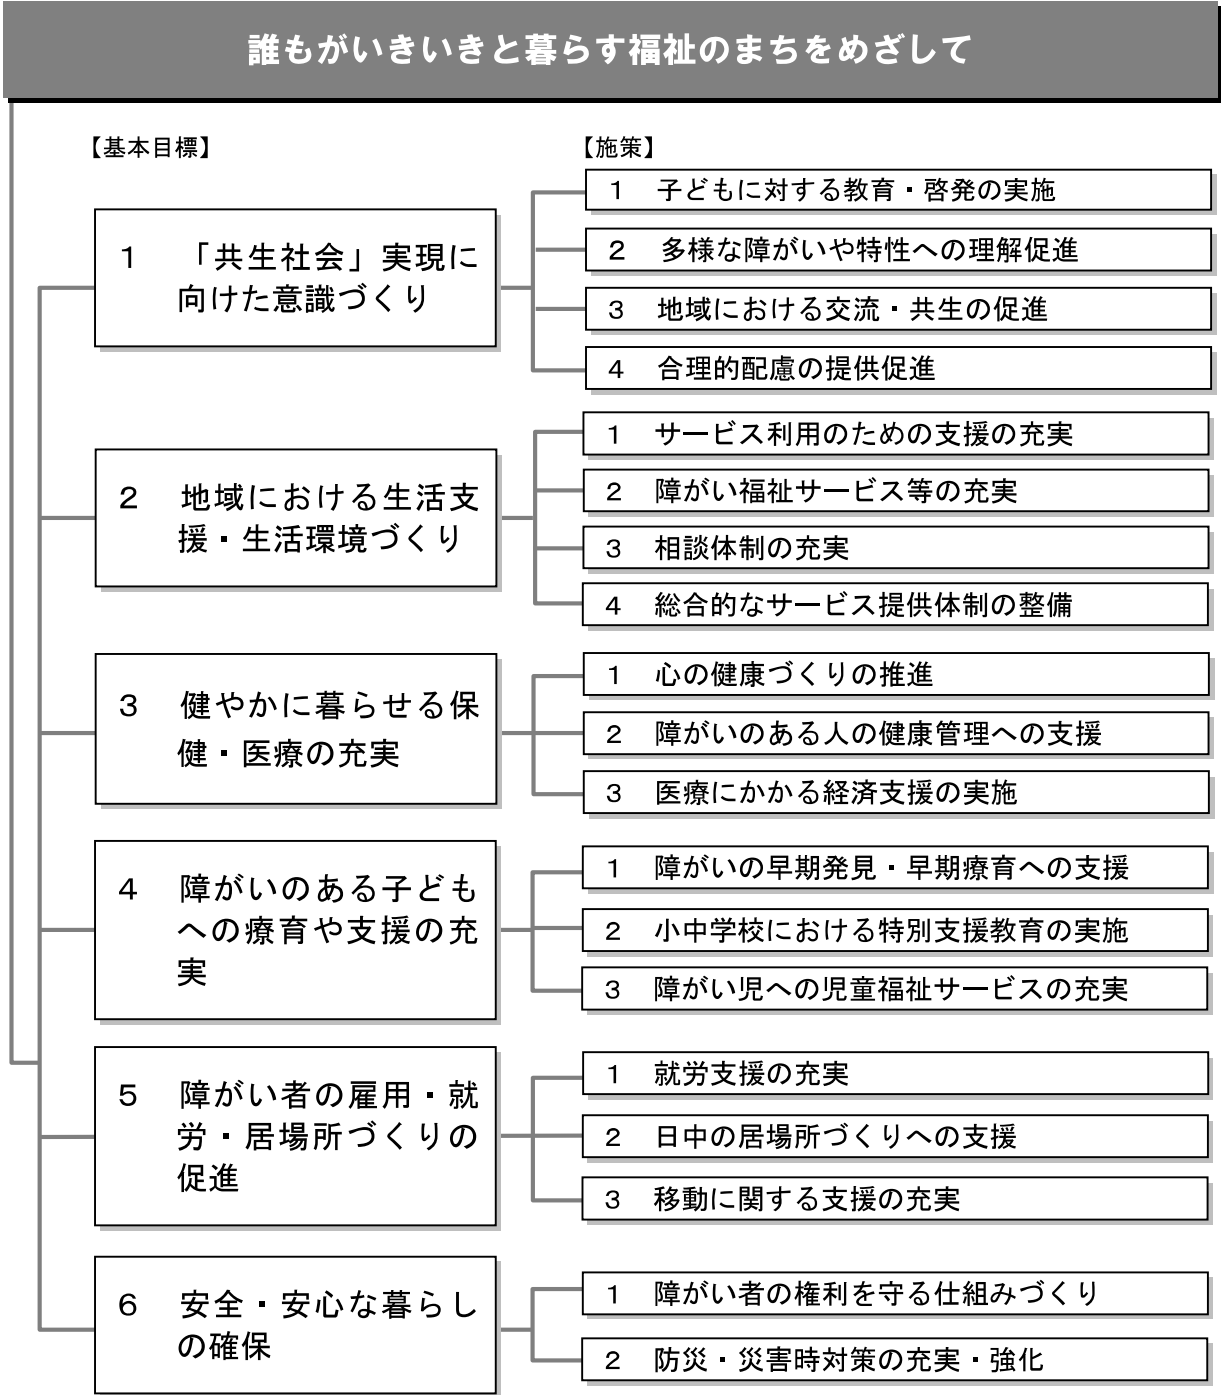 誰もがいきいきと暮らす福祉のまちをめざして
【基本目標】
【施策】
1 「共生社会」実現に
向けた意識づくり
1 子どもに対する教育・啓発の実施
2 多様な障がいや特性への理解促進
3 地域における交流・共生の促進
4 合理的配慮の提供促進
2 地域における生活支
援・生活環境づくり
1 サービス利用のための支援の充実
2 障がい福祉サービス等の充実
3 相談体制の充実
4 総合的なサービス提供体制の整備
3 健やかに暮らせる保
健・医療の充実
1 心の健康づくりの推進
2 障がいのある人の健康管理への支援
3 医療にかかる経済支援の実施
4 障がいのある子ども
への療育や支援の充
実
1 障がいの早期発見・早期療育への支援
2 小中学校における特別支援教育の実施
3 障がい児への児童福祉サービスの充実
5 障がい者の雇用・就
労・居場所づくりの
促進
1 就労支援の充実
2 日中の居場所づくりへの支援
3 移動に関する支援の充実
6 安全・安心な暮らし
の確保
1 障がい者の権利を守る仕組みづくり
2 防災・災害時対策の充実・強化